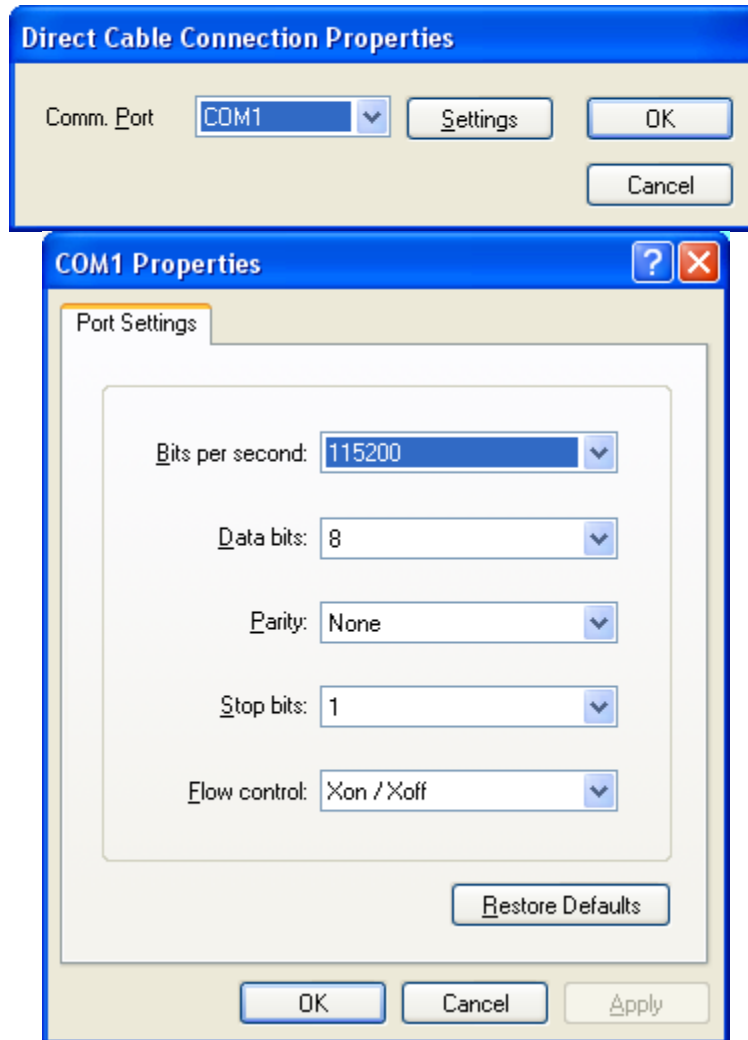 Direct Cable Connection Properties
Comm. Port COM1 Settings OK
Cancel
COM1 Properties
Port Settings
Bits per second: 115200
Data bits: 8
Parity: None
Stop bits: 1
Flow control: Xon / Xoff
Restore Defaults
OK Cancel Apply